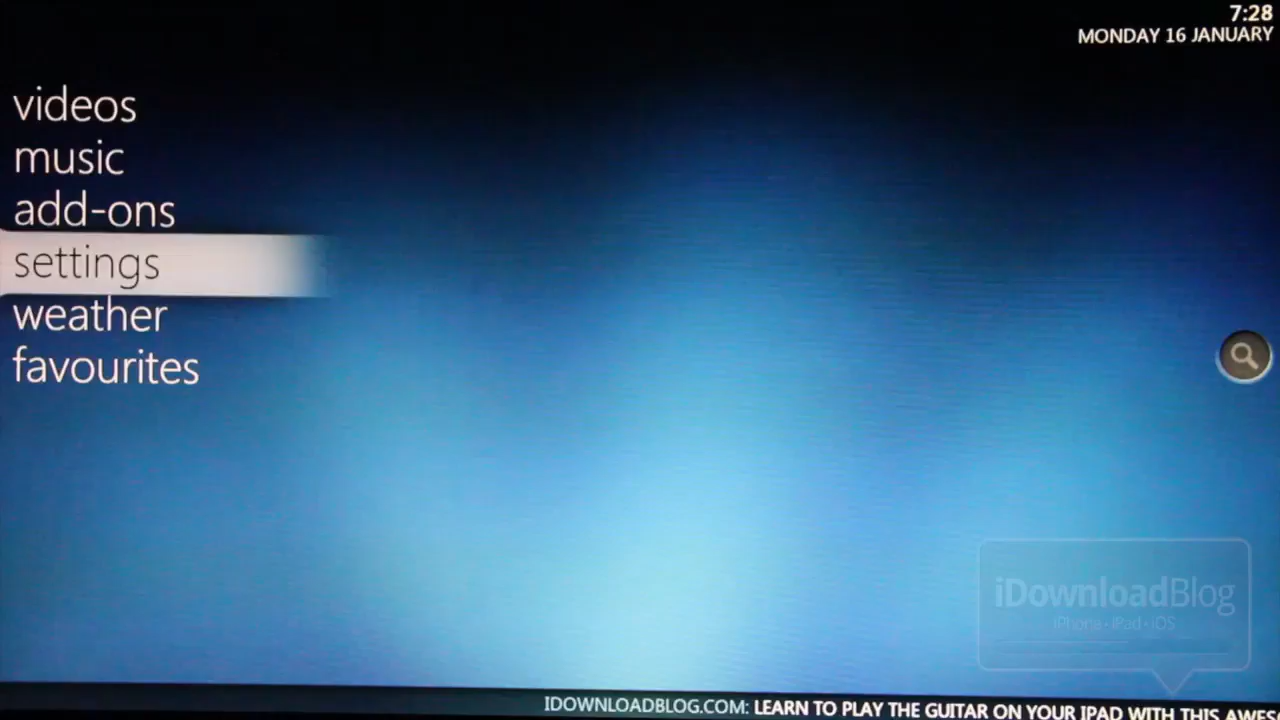 7:28
MONDAY 16 JANUARY
videos
music
add-ons
settings
weather
favourites
iDownloadBlog
iPhone • iPad • iOS
IDOWNLOADBLOG.COM: LEARN TO PLAY THE GUITAR ON YOUR IPAD WITH THIS AWES